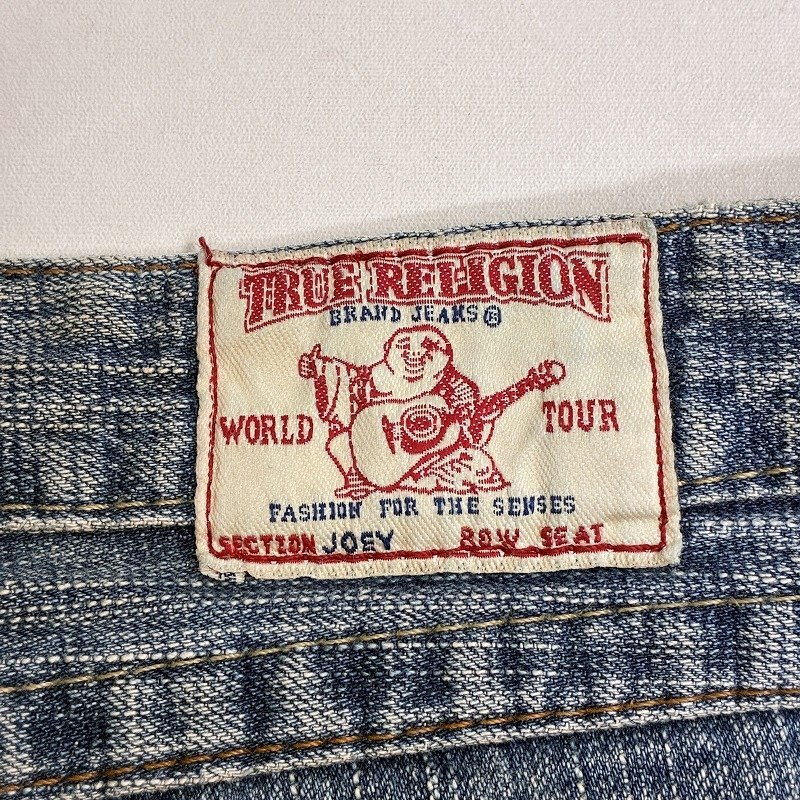 TRUE RELIGION
BRAND JEANS®
WORLD TOUR
FASHION FOR THE SENSES
SECTION JOEY ROW SEAT